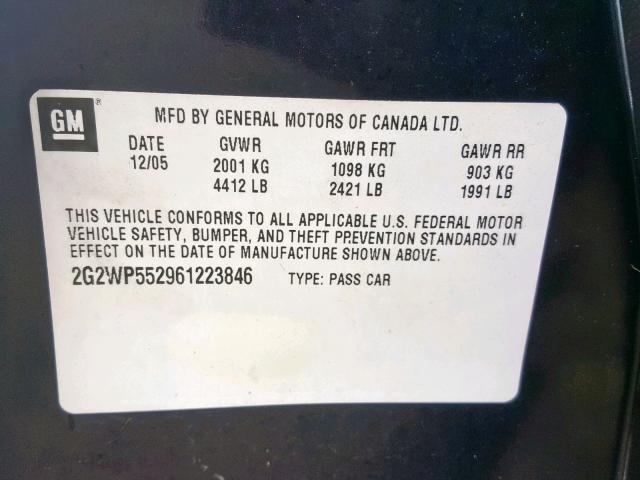 GM®
MFD BY GENERAL MOTORS OF CANADA LTD.
DATE GVWR GAWR FRT GAWR RR
12/05 2001 KG 1098 KG 903 KG
4412 LB 2421 LB 1991 LB
THIS VEHICLE CONFORMS TO ALL APPLICABLE U.S. FEDERAL MOTOR
VEHICLE SAFETY, BUMPER, AND THEFT PREVENTION STANDARDS IN
EFFECT ON THE DATE OF MANUFACTURE SHOWN ABOVE.
2G2WP552961223846 TYPE: PASS CAR